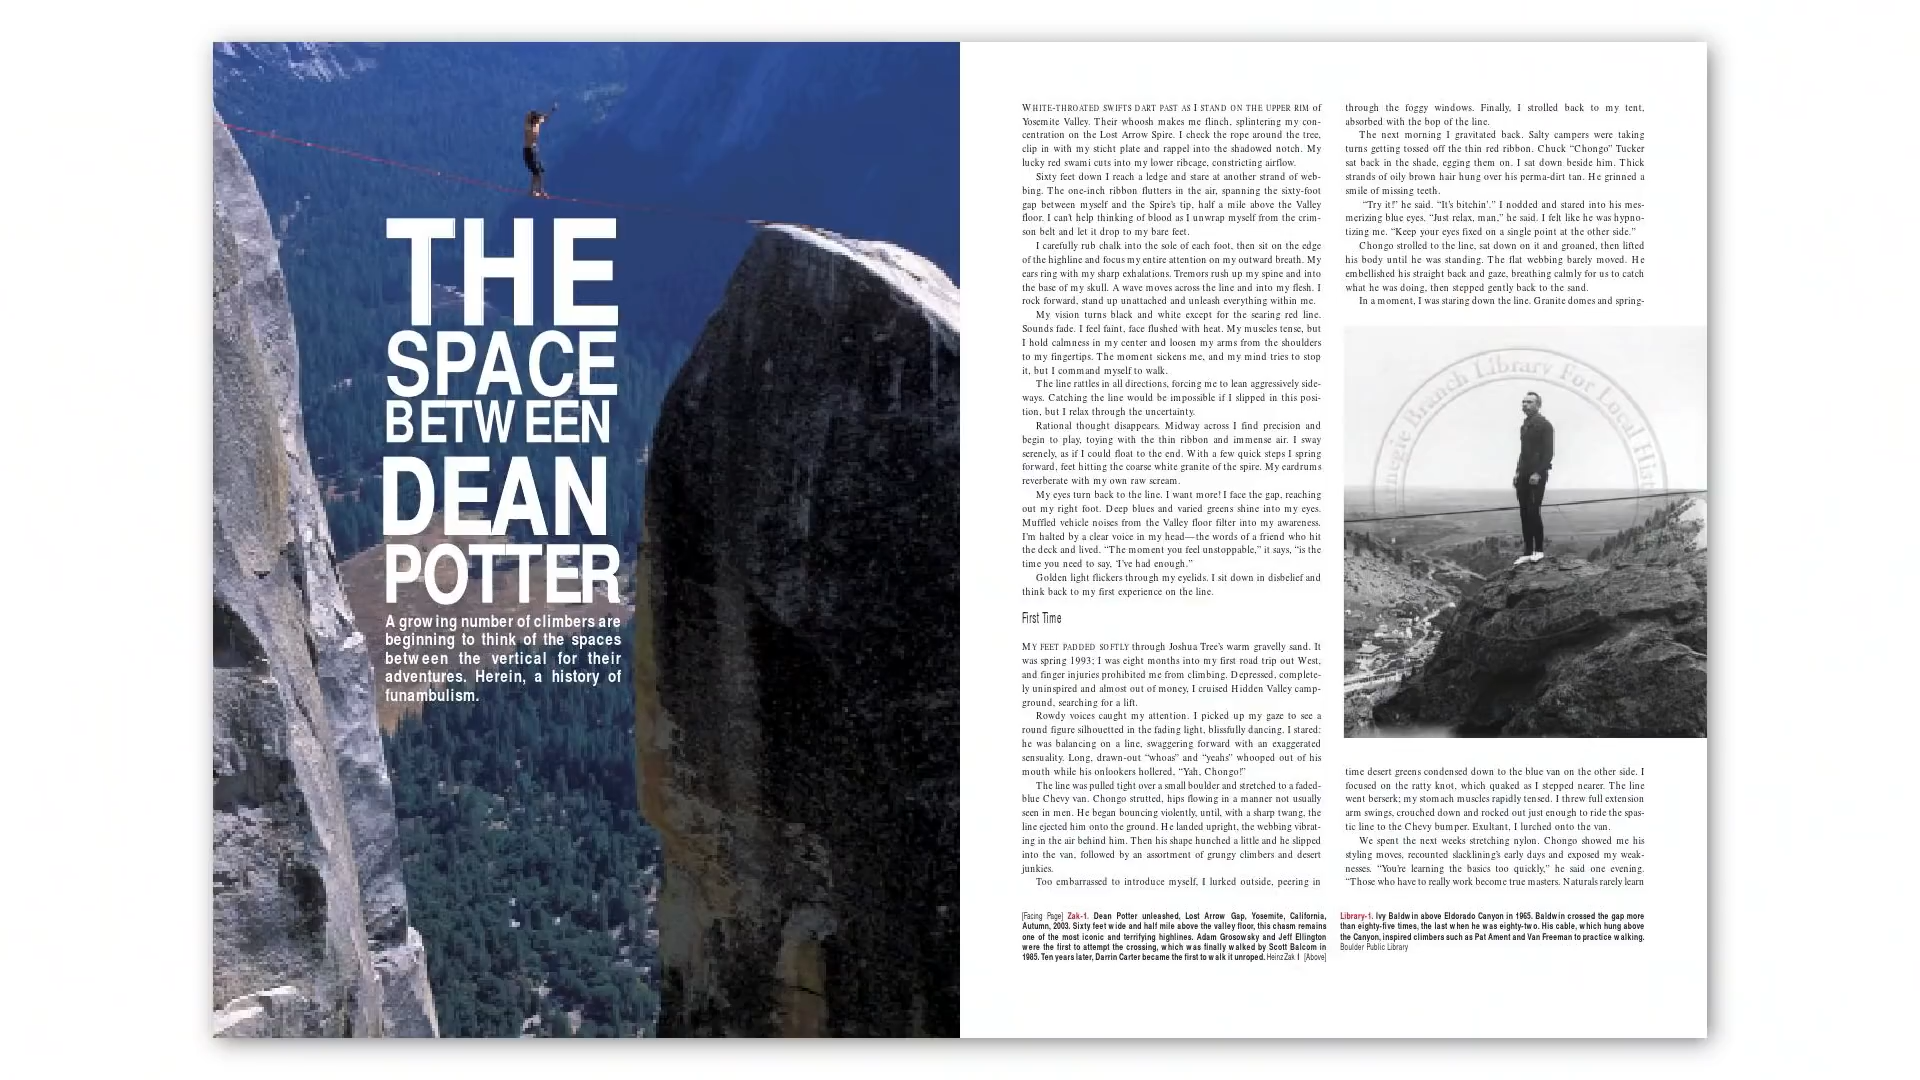 THE
SPACE
BETWEEN
DEAN
POTTER
A growing number of climbers are
beginning to think of the spaces
between the vertical for their
adventures. Herein, a history of
funambulism.
WHITE-THROATED SWIFTS DART PAST AS I STAND ON THE UPPER RIM of
Yosemite Valley. Their whoosh makes me flinch, splintering my con-
centration on the Lost Arrow Spire. I check the rope around the tree,
clip in with my sticht plate and rappel into the shadowed notch. My
lucky red swami cuts into my lower ribcage, constricting airflow.
Sixty feet down I reach a ledge and stare at another strand of web-
bing. The one-inch ribbon flutters in the air, spanning the sixty-foot
gap between myself and the Spire's tip, half a mile above the Valley
floor. I can't help thinking of blood as I unwrap myself from the crim-
son belt and let it drop to my bare feet.
I carefully rub chalk into the sole of each foot, then sit on the edge
of the highline and focus my entire attention on my outward breath. My
ears ring with my sharp exhalations. Tremors rush up my spine and into
the base of my skull. A wave moves across the line and into my flesh. I
rock forward, stand up unattached and unleash everything within me.
My vision turns black and white except for the searing red line.
Sounds fade. I feel faint, face flushed with heat. My muscles tense, but
I hold calmness in my center and loosen my arms from the shoulders
to my fingertips. The moment sickens me, and my mind tries to stop
it, but I command myself to walk.
The line rattles in all directions, forcing me to lean aggressively side-
ways. Catching the line would be impossible if I slipped in this posi-
tion, but I relax through the uncertainty.
Rational thought disappears. Midway across I find precision and
begin to play, toying with the thin ribbon and immense air. I sway
serenely, as if I could float to the end. With a few quick steps I spring
forward, feet hitting the coarse white granite of the spire. My eardrums
reverberate with my own raw scream.
My eyes turn back to the line. I want more! I face the gap, reaching
out my right foot. Deep blues and varied greens shine into my eyes.
Muffled vehicle noises from the Valley floor filter into my awareness.
I'm halted by a clear voice in my head—the words of a friend who hit
the deck and lived. “The moment you feel unstoppable,” it says, “is the
time you need to say, ‘I've had enough.”
Golden light flickers through my eyelids. I sit down in disbelief and
think back to my first experience on the line.
First Time
MY FEET PADDED SOFTLY through Joshua Tree's warm gravelly sand. It
was spring 1993; I was eight months into my first road trip out West,
and finger injuries prohibited me from climbing. Depressed, complete-
ly uninspired and almost out of money, I cruised Hidden Valley camp-
ground, searching for a lift.
Rowdy voices caught my attention. I picked up my gaze to see a
round figure silhouetted in the fading light, blissfully dancing. I stared:
he was balancing on a line, swaggering forward with an exaggerated
sensuality. Long, drawn-out “whoas” and “yeahs” whooped out of his
mouth while his onlookers hollered, “Yah, Chongo!”
The line was pulled tight over a small boulder and stretched to a faded-
blue Chevy van. Chongo strutted, hips flowing in a manner not usually
seen in men. He began bouncing violently, until, with a sharp twang, the
line ejected him onto the ground. He landed upright, the webbing vibrat-
ing in the air behind him. Then his shape hunched a little and he slipped
into the van, followed by an assortment of grungy climbers and desert
junkies.
Too embarrassed to introduce myself, I lurked outside, peering in
through the foggy windows. Finally, I strolled back to my tent,
absorbed with the bop of the line.
The next morning I gravitated back. Salty campers were taking
turns getting tossed off the thin red ribbon. Chuck “Chongo” Tucker
sat back in the shade, egging them on. I sat down beside him. Thick
strands of oily brown hair hung over his perma-dirt tan. He grinned a
smile of missing teeth.
“Try it!” he said. “It's bitchin'.” I nodded and stared into his mes-
merizing blue eyes. “Just relax, man,” he said. I felt like he was hypno-
tizing me. “Keep your eyes fixed on a single point at the other side.”
Chongo strolled to the line, sat down on it and groaned, then lifted
his body until he was standing. The flat webbing barely moved. He
embellished his straight back and gaze, breathing calmly for us to catch
what he was doing, then stepped gently back to the sand.
In a moment, I was staring down the line. Granite domes and spring-
negie Branch Library For Local Hist
time desert greens condensed down to the blue van on the other side. I
focused on the ratty knot, which quaked as I stepped nearer. The line
went berserk; my stomach muscles rapidly tensed. I threw full extension
arm swings, crouched down and rocked out just enough to ride the spas-
tic line to the Chevy bumper. Exultant, I lurched onto the van.
We spent the next weeks stretching nylon. Chongo showed me his
styling moves, recounted slacklining's early days and exposed my weak-
nesses. “You're learning the basics too quickly,” he said one evening.
“Those who have to really work become true masters. Naturals rarely learn
[Facing Page] Zak-1. Dean Potter unleashed, Lost Arrow Gap, Yosemite, California,
Autumn, 2003. Sixty feet wide and half mile above the valley floor, this chasm remains
one of the most iconic and terrifying highlines. Adam Grosowsky and Jeff Ellington
were the first to attempt the crossing, which was finally walked by Scott Balcom in
1985. Ten years later, Darrin Carter became the first to walk it unroped. Heinz Zak | [Above]
Library-1. Ivy Baldwin above Eldorado Canyon in 1965. Baldwin crossed the gap more
than eighty-five times, the last when he was eighty-two. His cable, which hung above
the Canyon, inspired climbers such as Pat Ament and Van Freeman to practice walking.
Boulder Public Library